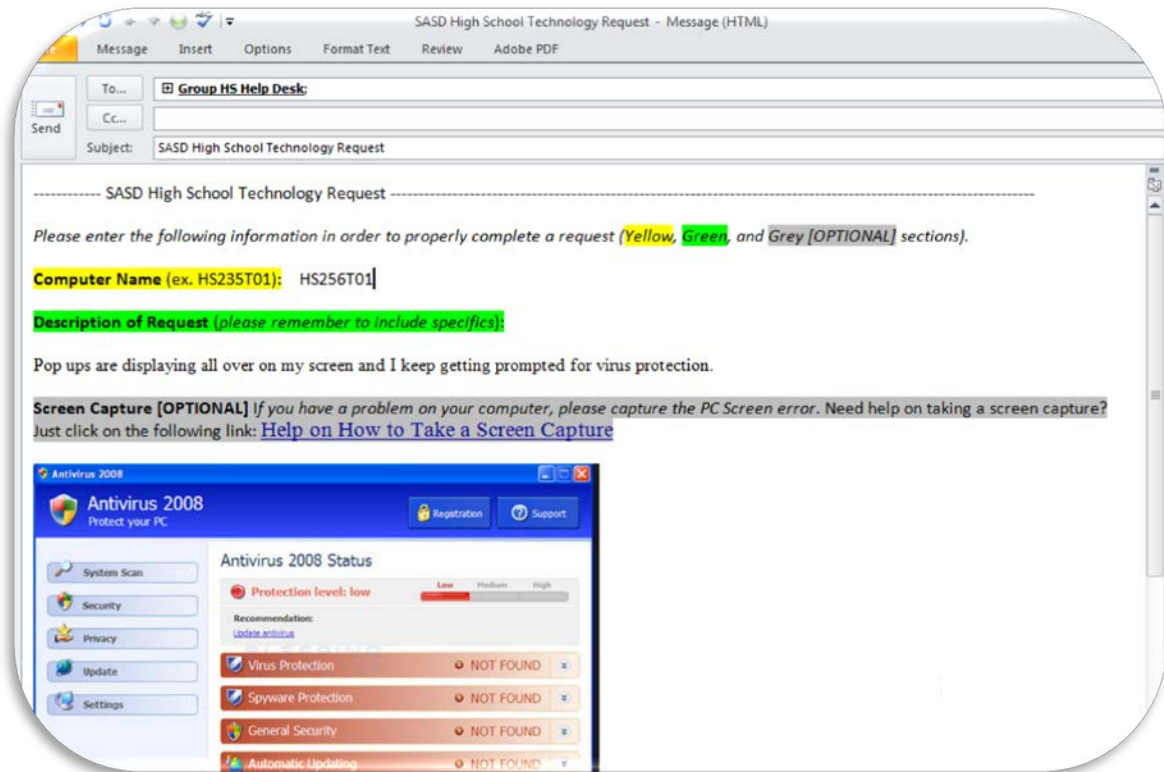 SASD High School Technology Request - Message (HTML)
Message Insert Options Format Text Review Adobe PDF
To... Group HS Help Desk;
Send
Cc...
Subject: SASD High School Technology Request
------------ SASD High School Technology Request ------------
Please enter the following information in order to properly complete a request (Yellow, Green, and Grey [OPTIONAL] sections).
Computer Name (ex. HS235T01): HS256T01
Description of Request (please remember to include specifics):
Pop ups are displaying all over on my screen and I keep getting prompted for virus protection.
Screen Capture [OPTIONAL] If you have a problem on your computer, please capture the PC Screen error. Need help on taking a screen capture?
Just click on the following link: Help on How to Take a Screen Capture
Antivirus 2008
Antivirus 2008
Protect your PC
Registration Support
System Scan
Security
Privacy
Update
Settings
Antivirus 2008 Status
Protection level: low
Low Medium High
Recommendation:
Update antivirus
Virus Protection NOT FOUND
Spyware Protection NOT FOUND
General Security NOT FOUND
Automatic Updating NOT FOUND